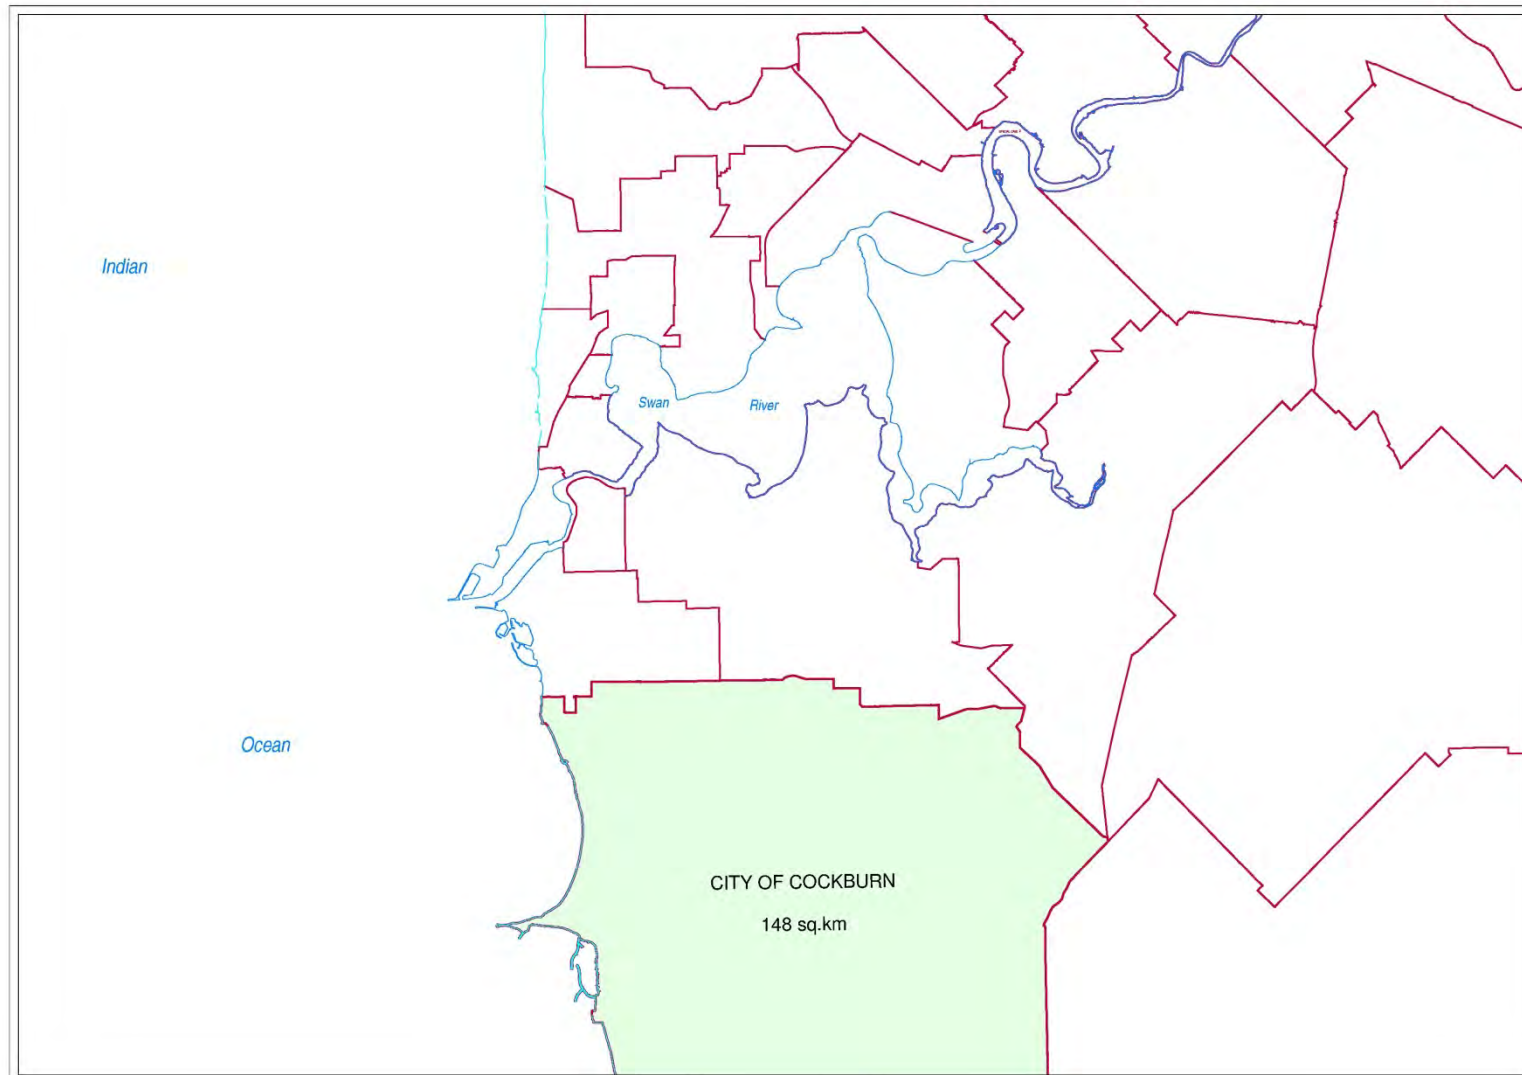 Indian
Swan River
Ocean
CITY OF COCKBURN
148 sq.km